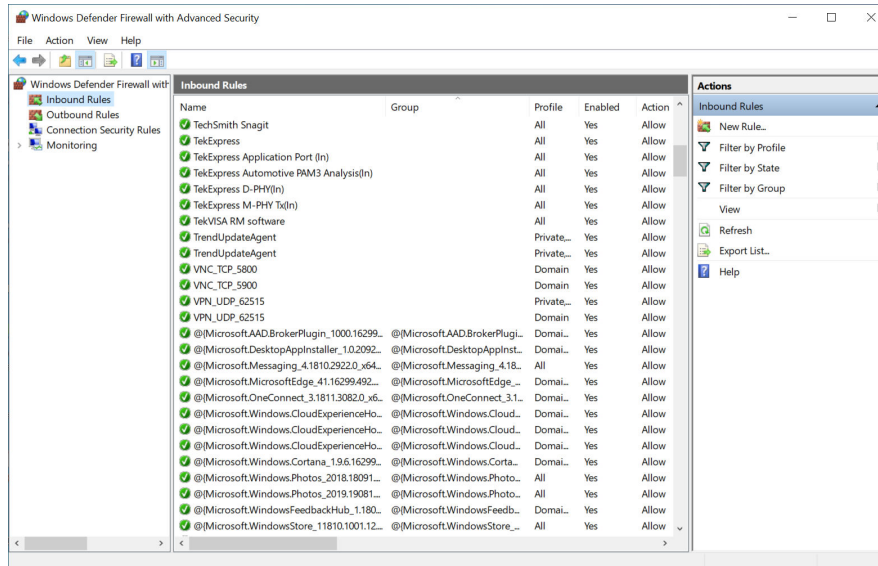 Windows Defender Firewall with Advanced Security
File Action View Help
Windows Defender Firewall with
Inbound Rules
Outbound Rules
Connection Security Rules
Monitoring
Inbound Rules
Name Group Profile Enabled Action
TechSmith Snagit All Yes Allow
TekExpress All Yes Allow
TekExpress Application Port (In) All Yes Allow
TekExpress Automotive PAM3 Analysis(In) All Yes Allow
TekExpress D-PHY(In) All Yes Allow
TekExpress M-PHY Tx(In) All Yes Allow
TekVISA RM software All Yes Allow
TrendUpdateAgent Private,... Yes Allow
TrendUpdateAgent Private,... Yes Allow
VNC_TCP_5800 Domain Yes Allow
VNC_TCP_5900 Domain Yes Allow
VPN_UDP_62515 Private,... Yes Allow
VPN_UDP_62515 Domain Yes Allow
@{Microsoft.AAD.BrokerPlugin_1000.16299... @{Microsoft.AAD.BrokerPlugi... Domai... Yes Allow
@{Microsoft.DesktopAppInstaller_1.0.2092... @{Microsoft.DesktopAppInst... Domai... Yes Allow
@{Microsoft.Messaging_4.1810.2922.0_x64... @{Microsoft.Messaging_4.18... All Yes Allow
@{Microsoft.MicrosoftEdge_41.16299.492.... @{Microsoft.MicrosoftEdge_... Domai... Yes Allow
@{Microsoft.OneConnect_3.1811.3082.0_x6... @{Microsoft.OneConnect_3.1... Domai... Yes Allow
@{Microsoft.Windows.CloudExperienceHo... @{Microsoft.Windows.Cloud... Domai... Yes Allow
@{Microsoft.Windows.CloudExperienceHo... @{Microsoft.Windows.Cloud... Domai... Yes Allow
@{Microsoft.Windows.CloudExperienceHo... @{Microsoft.Windows.Cloud... Domai... Yes Allow
@{Microsoft.Windows.Cortana_1.9.6.16299... @{Microsoft.Windows.Corta... Domai... Yes Allow
@{Microsoft.Windows.Photos_2018.18091.... @{Microsoft.Windows.Photo... All Yes Allow
@{Microsoft.Windows.Photos_2019.19081.... @{Microsoft.Windows.Photo... All Yes Allow
@{Microsoft.WindowsFeedbackHub_1.180... @{Microsoft.WindowsFeedb... Domai... Yes Allow
@{Microsoft.WindowsStore_11810.1001.12... @{Microsoft.WindowsStore_... All Yes Allow
Actions
Inbound Rules
New Rule...
Filter by Profile
Filter by State
Filter by Group
View
Refresh
Export List...
Help